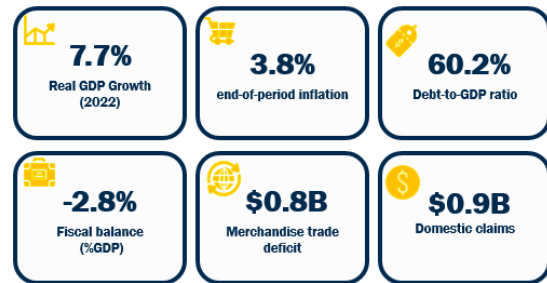 7.7%
Real GDP Growth
(2022)
3.8%
end-of-period inflation
60.2%
Debt-to-GDP ratio
-2.8%
Fiscal balance
(%GDP)
$0.8B
Merchandise trade
deficit
$
$0.9B
Domestic claims